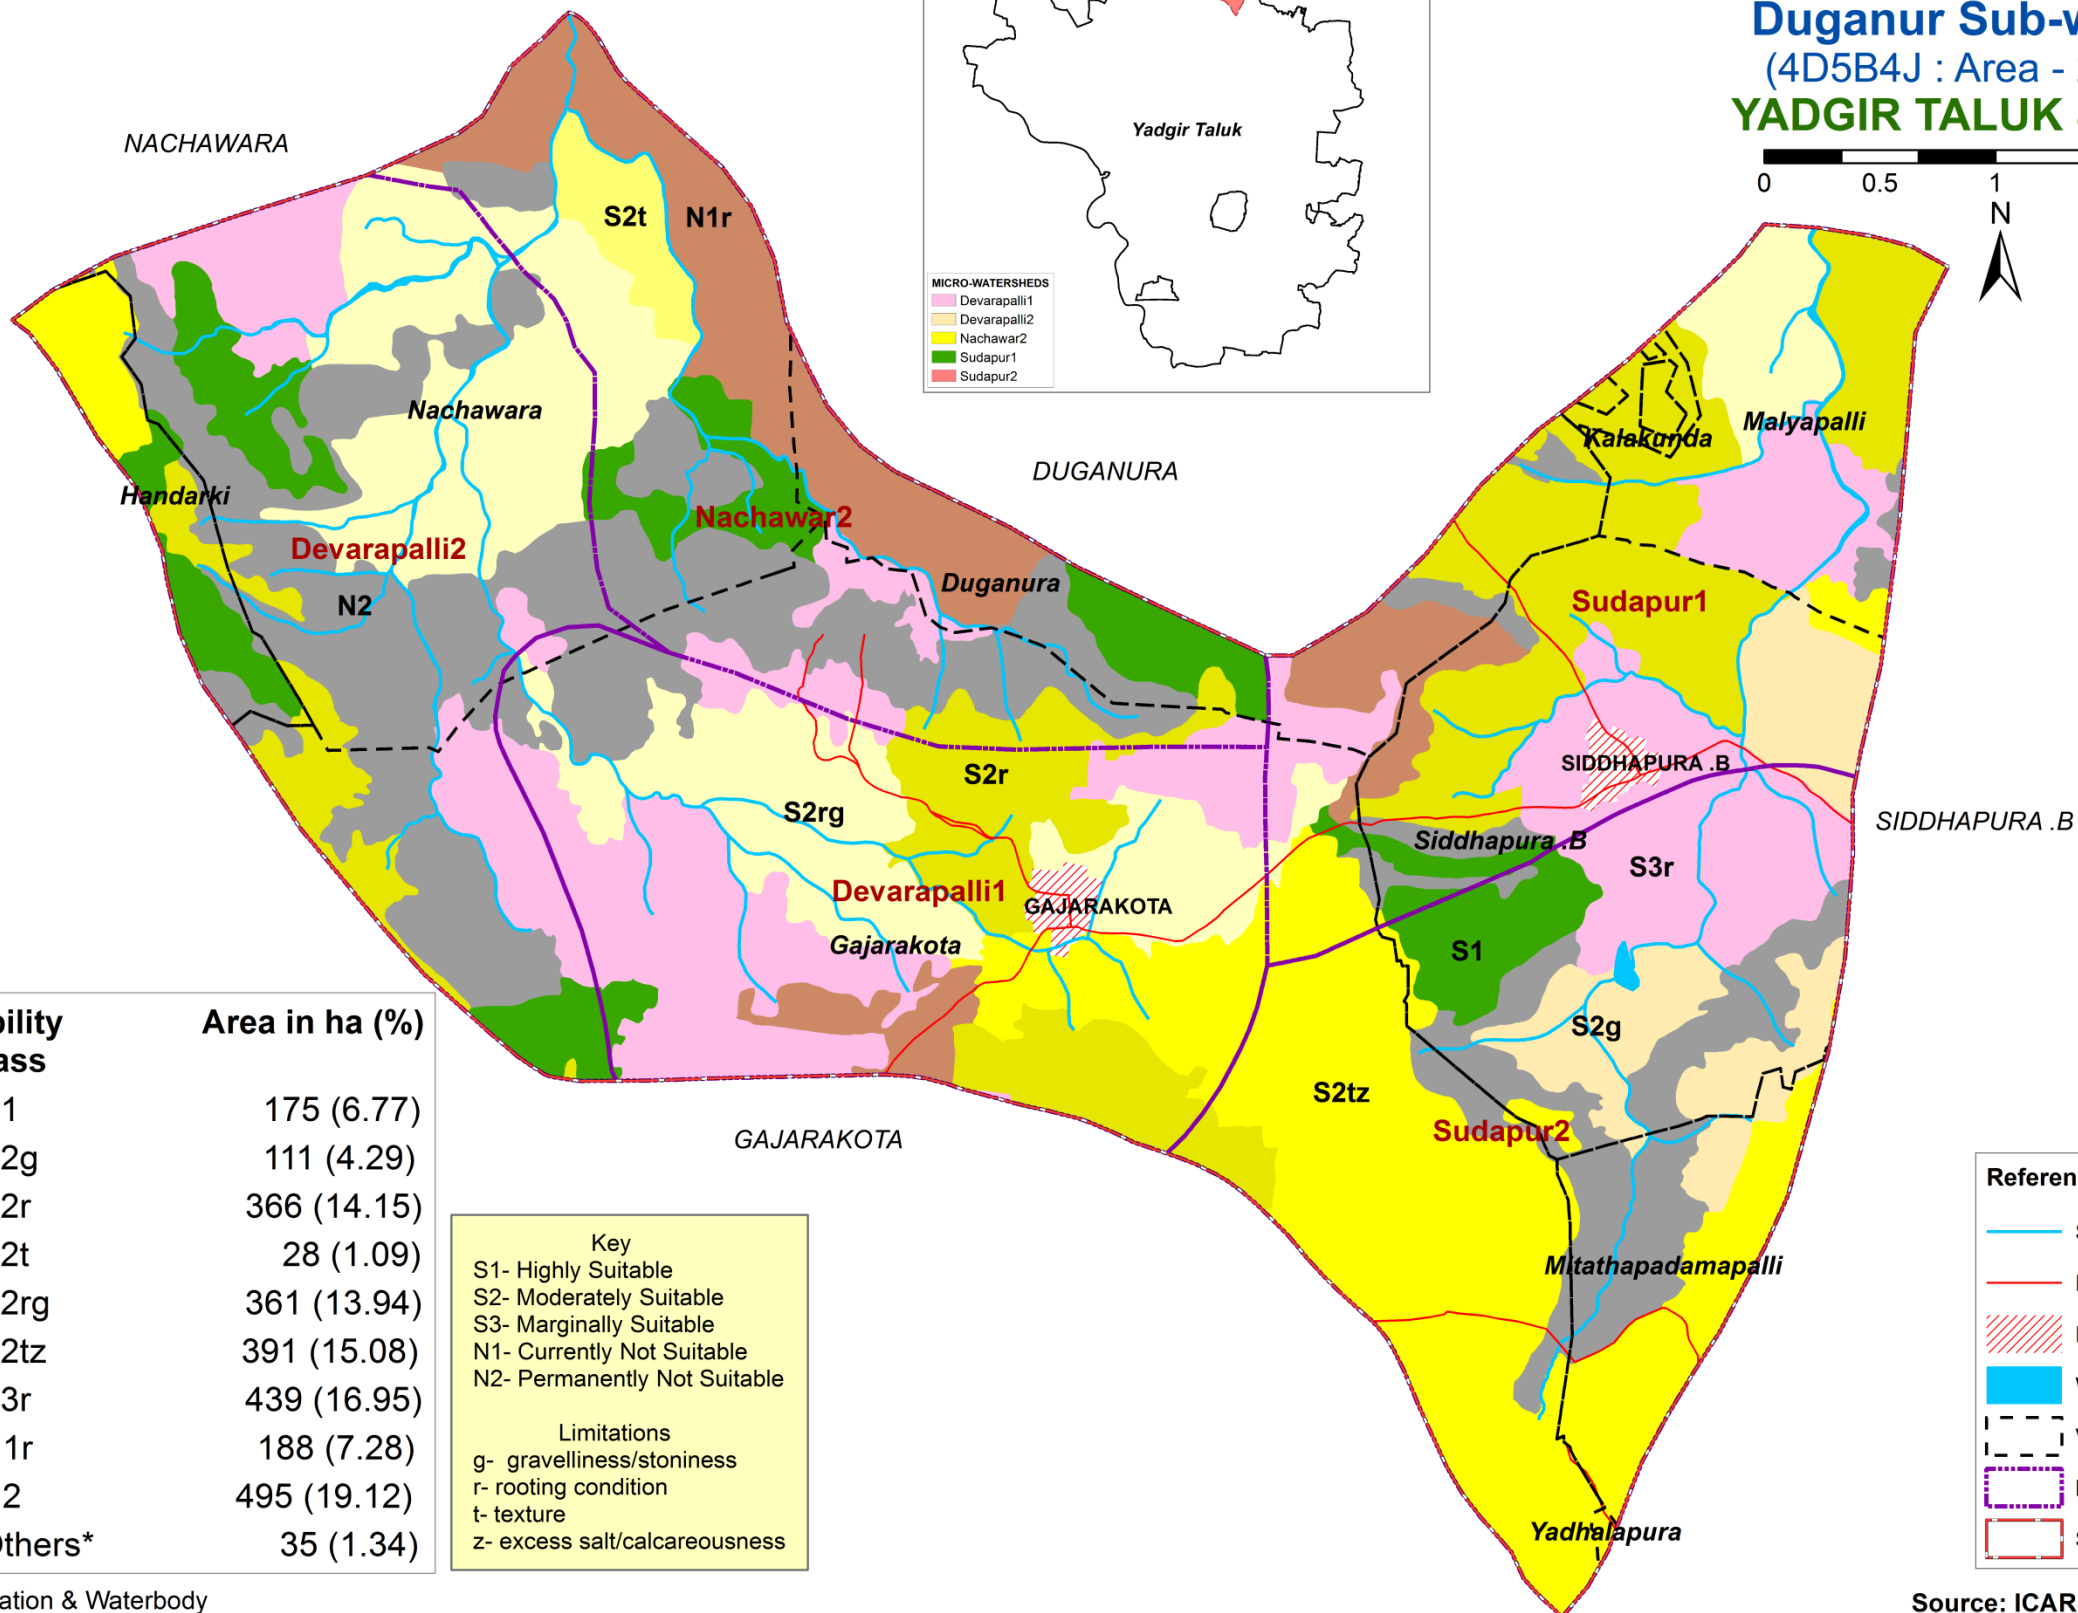 Duganur Sub-w
(4D5B4J : Area -
YADGIR TALUK
0 0.5 1
N
Yadgir Taluk
MICRO-WATERSHEDS
Devarapalli1
Devarapalli2
Nachawar2
Sudapur1
Sudapur2
NACHAWARA
S2t
N1r
Nachawara
Handarki
Devarapalli2
N2
Nachawar2
DUGANURA
Duganura
Kalakunda
Malyapalli
Sudapur1
SIDDHAPURA .B
SIDDHAPURA .B
Siddhapura .B
S3r
S2r
S2rg
Devarapalli1
GAJARAKOTA
Gajarakota
S1
S2g
S2tz
Sudapur2
GAJARAKOTA
Mitathapadamapalli
Yadhalapura
bility Area in ha (%)
ass
1 175 (6.77)
2g 111 (4.29)
2r 366 (14.15)
2t 28 (1.09)
2rg 361 (13.94)
2tz 391 (15.08)
3r 439 (16.95)
1r 188 (7.28)
2 495 (19.12)
Others* 35 (1.34)
ation & Waterbody
Key
S1- Highly Suitable
S2- Moderately Suitable
S3- Marginally Suitable
N1- Currently Not Suitable
N2- Permanently Not Suitable
Limitations
g- gravelliness/stoniness
r- rooting condition
t- texture
z- excess salt/calcareousness
Referen
Source: ICAR